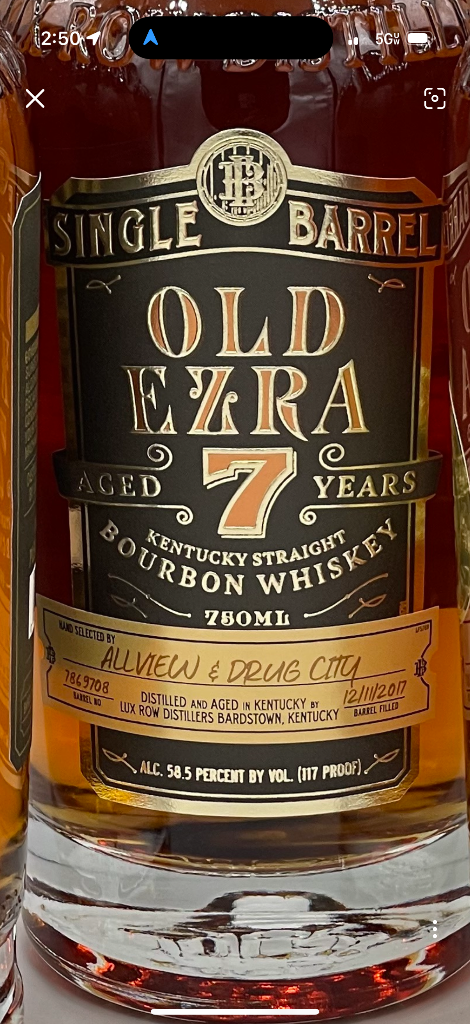 2:50
5G
SINGLE BARREL
OLD
EZRA
AGED 7 YEARS
KENTUCKY STRAIGHT
BOURBON WHISKEY
750ML
HAND SELECTED BY
ALLVIEW & DRUG CITY
7869708
BARREL NO
12/11/2017
BARREL FILLED
DISTILLED AND AGED IN KENTUCKY BY
LUX ROW DISTILLERS BARDSTOWN, KENTUCKY
ALC. 58.5 PERCENT BY VOL. (117 PROOF)